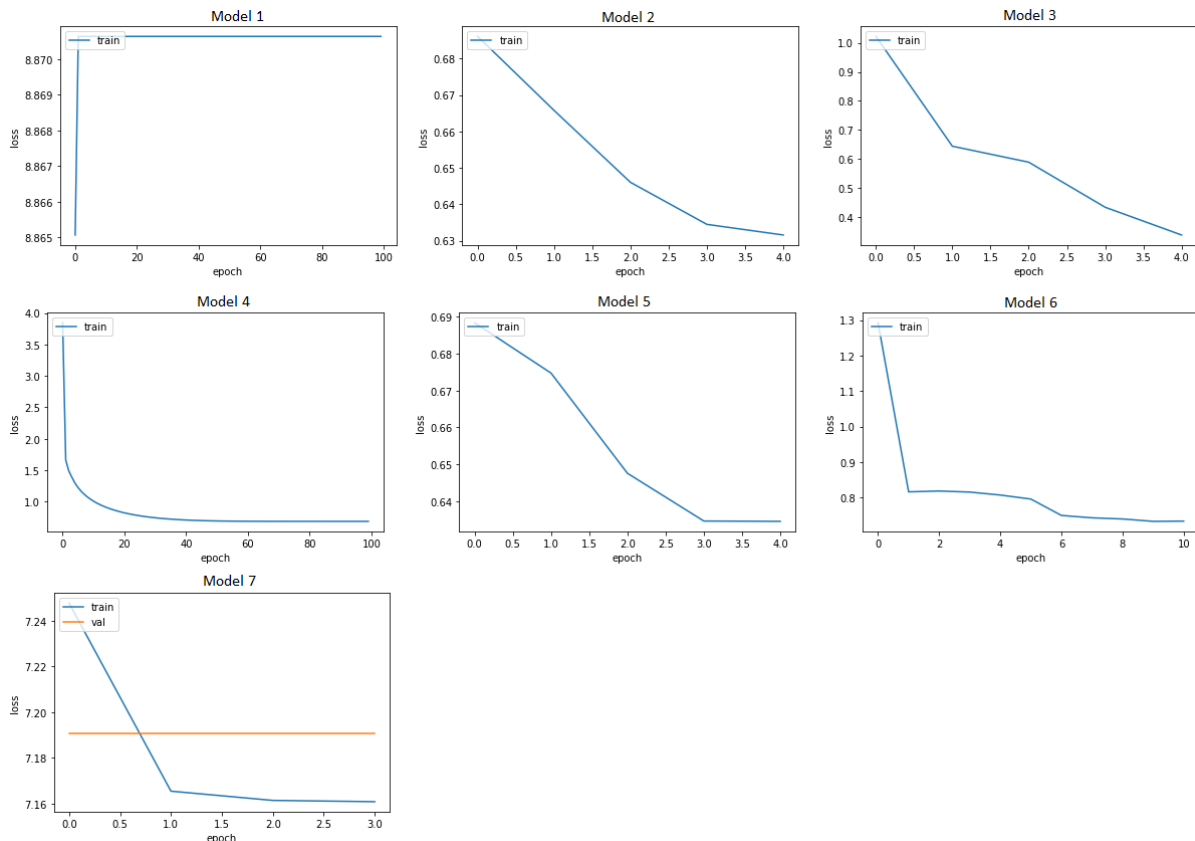 Model 1
train
8.870
8.869
8.868
8.867
8.866
8.865
loss
0 20 40 60 80 100
epoch
Model 2
train
0.68
0.67
0.66
0.65
0.64
0.63
loss
0.0 0.5 1.0 1.5 2.0 2.5 3.0 3.5 4.0
epoch
Model 3
train
1.0
0.9
0.8
0.7
0.6
0.5
0.4
loss
0.0 0.5 1.0 1.5 2.0 2.5 3.0 3.5 4.0
epoch
Model 4
train
4.0
3.5
3.0
2.5
2.0
1.5
1.0
loss
0 20 40 60 80 100
epoch
Model 5
train
0.69
0.68
0.67
0.66
0.65
0.64
loss
0.0 0.5 1.0 1.5 2.0 2.5 3.0 3.5 4.0
epoch
Model 6
train
1.3
1.2
1.1
1.0
0.9
0.8
loss
0 2 4 6 8 10
epoch
Model 7
train
val
7.24
7.22
7.20
7.18
7.16
loss
0.0 0.5 1.0 1.5 2.0 2.5 3.0
epoch